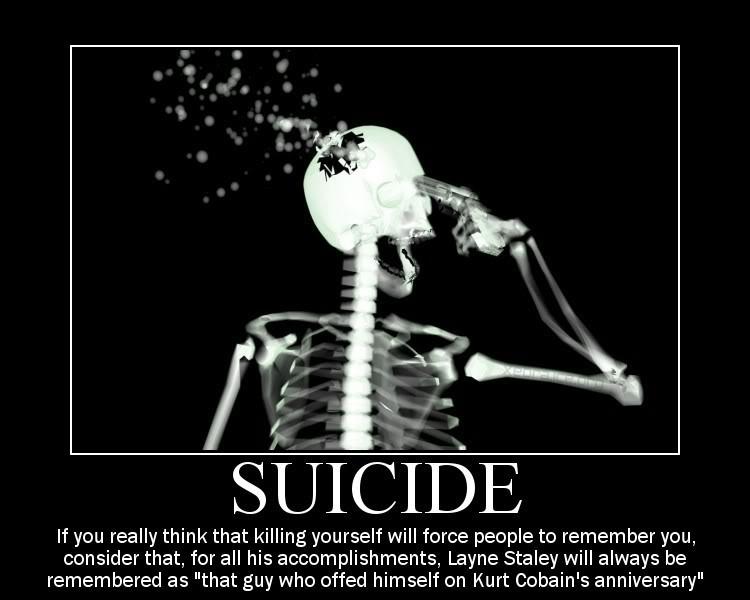 SUICIDE
If you really think that killing yourself will force people to remember you,
consider that, for all his accomplishments, Layne Staley will always be
remembered as "that guy who offed himself on Kurt Cobain's anniversary"